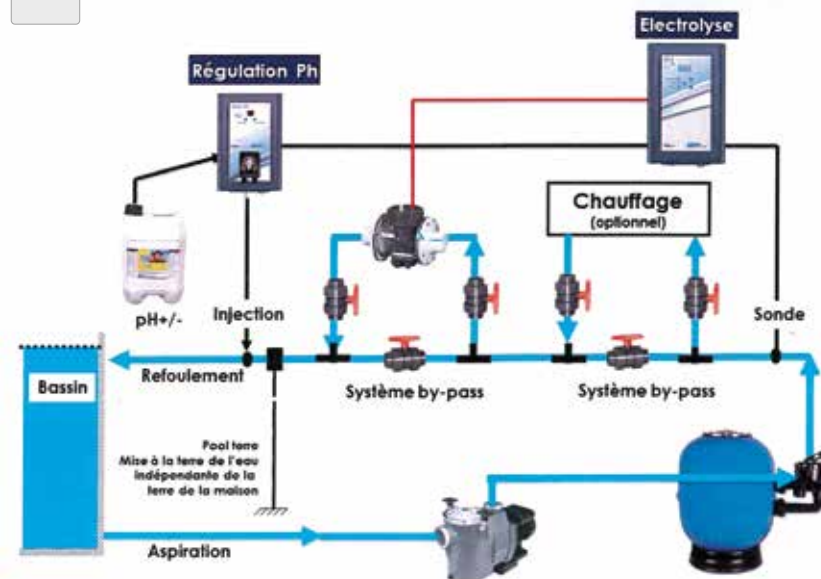 Electrolyse
Régulation Ph
Chauffage
(optionnel)
pH+/-
Injection
Sonde
Refoulement
Bassin
Système by-pass
Système by-pass
Pool terre
Mise à la terre de l'eau
indépendante de la
terre de la maison
Aspiration